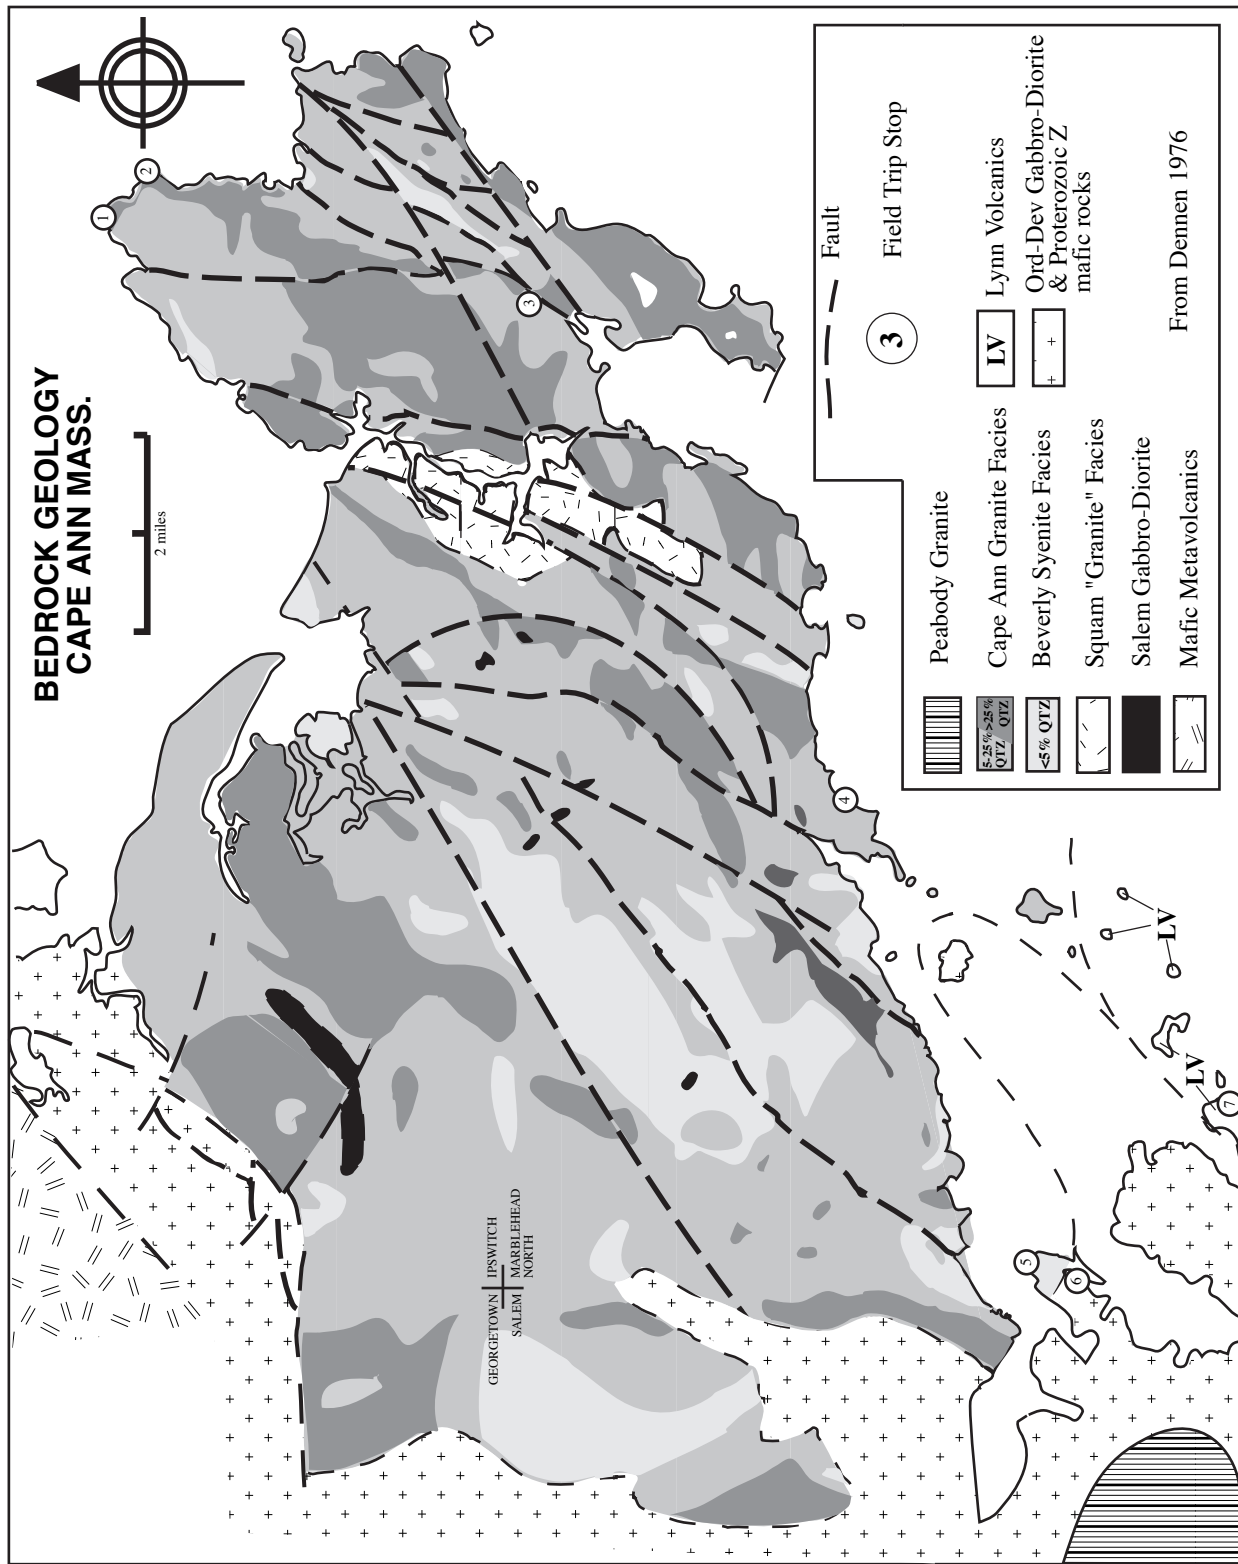 BEDROCK GEOLOGY
CAPE ANN MASS.
2 miles
1
2
3
4
5
6
7
GEORGETOWN
IPSWITCH
SALEM
MARBLEHEAD
NORTH
LV
LV
Peabody Granite
5-25%
QTZ
>25%
QTZ
Cape Ann Granite Facies
<5% QTZ
Beverly Syenite Facies
Squam "Granite" Facies
Salem Gabbro-Diorite
Mafic Metavolcanics
Fault
3
Field Trip Stop
LV
Lynn Volcanics
Ord-Dev Gabbro-Diorite
& Proterozoic Z
mafic rocks
From Dennen 1976